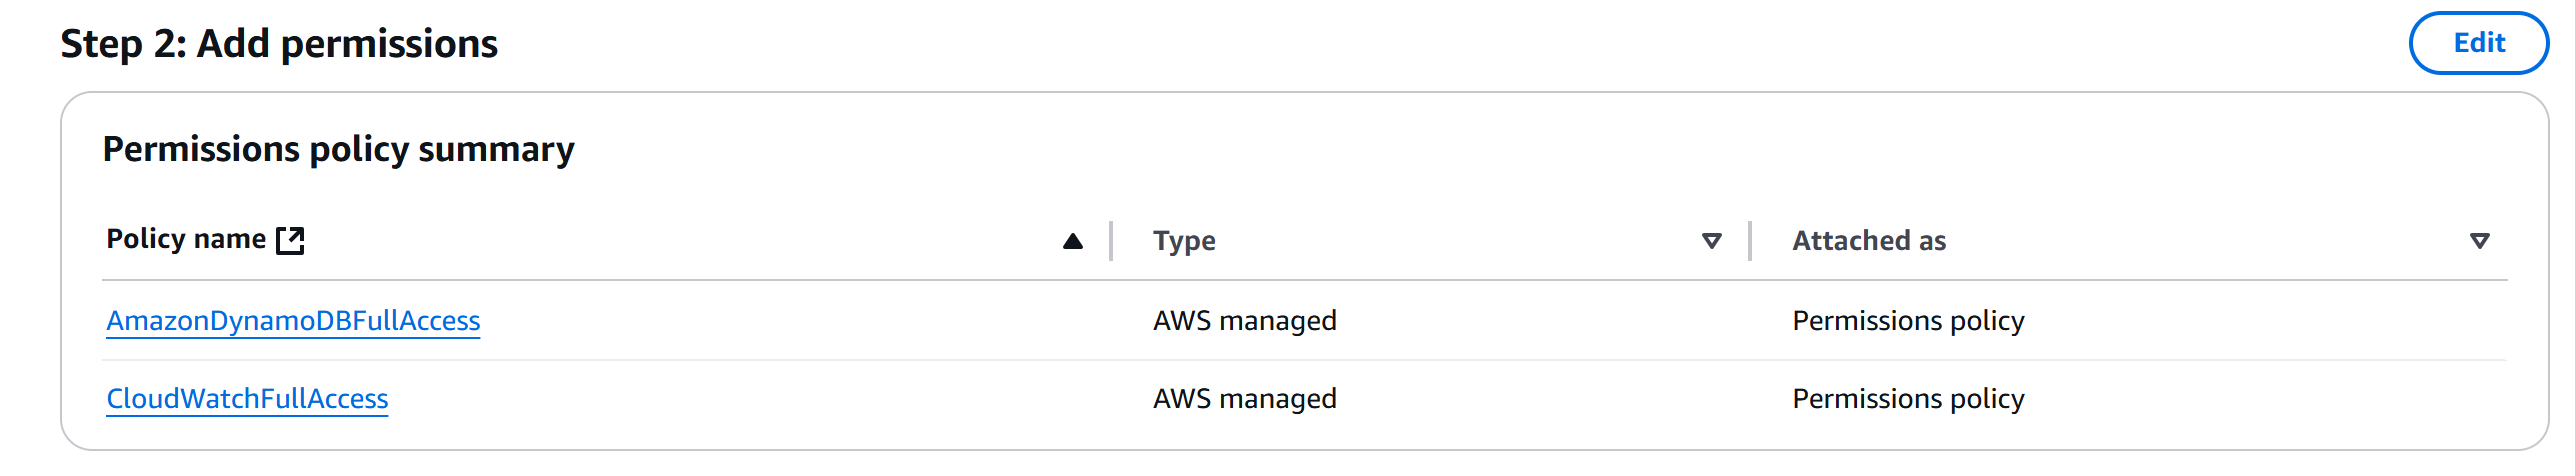 Step 2: Add permissions
Edit
Permissions policy summary
Policy name Type Attached as
AmazonDynamoDBFullAccess AWS managed Permissions policy
CloudWatchFullAccess AWS managed Permissions policy